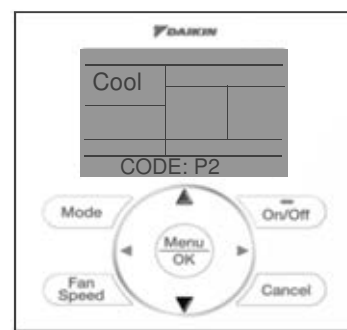 DAIKIN
Cool
CODE: P2
Mode
On/Off
Menu
OK
Fan
Speed
Cancel